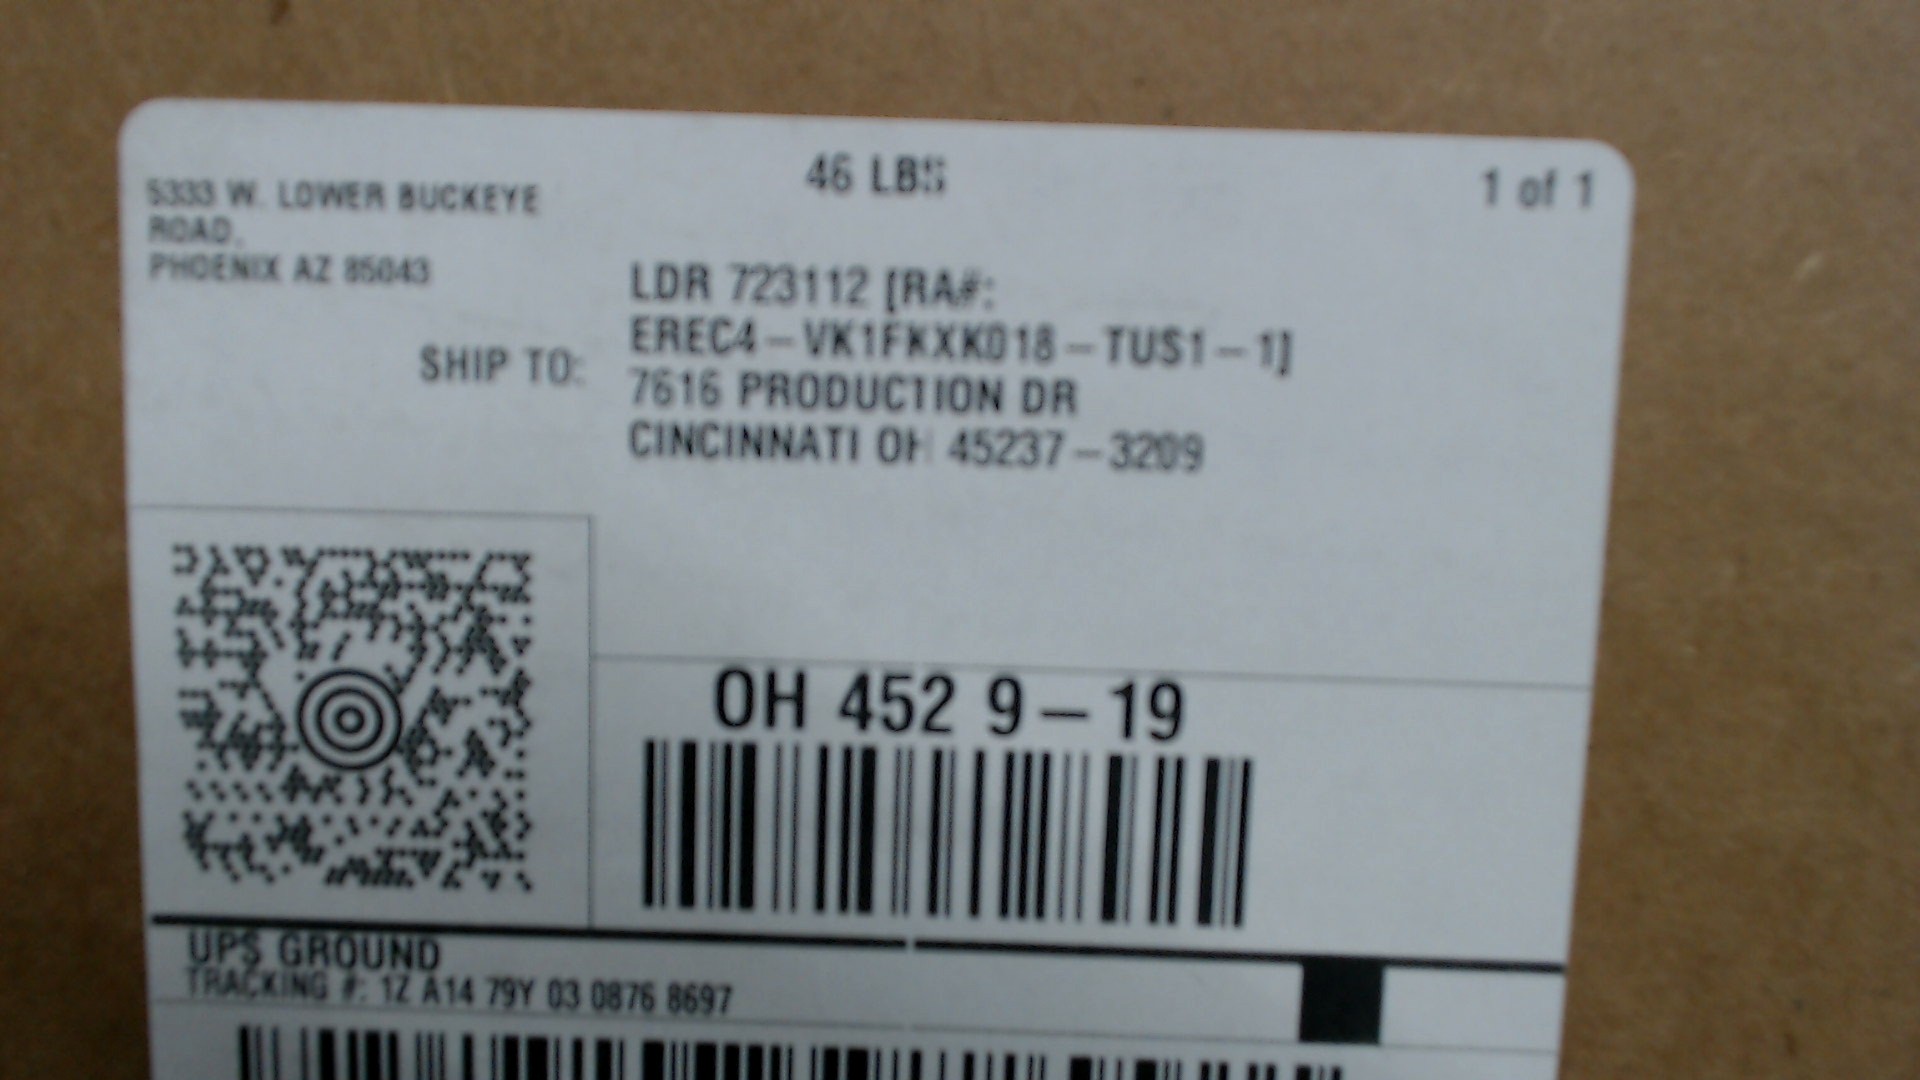 46 LBS
1 of 1
5333 W. LOWER BUCKEYE
ROAD.
PHOENIX AZ 85043
SHIP TO:
LDR 723112 [RA#:
EREC4-VK1FKXK018-TUS1-1]
7616 PRODUCTION DR
CINCINNATI OH 45237-3209
OH 452 9-19
UPS GROUND
TRACKING #: 1Z A14 79Y 03 0876 8697